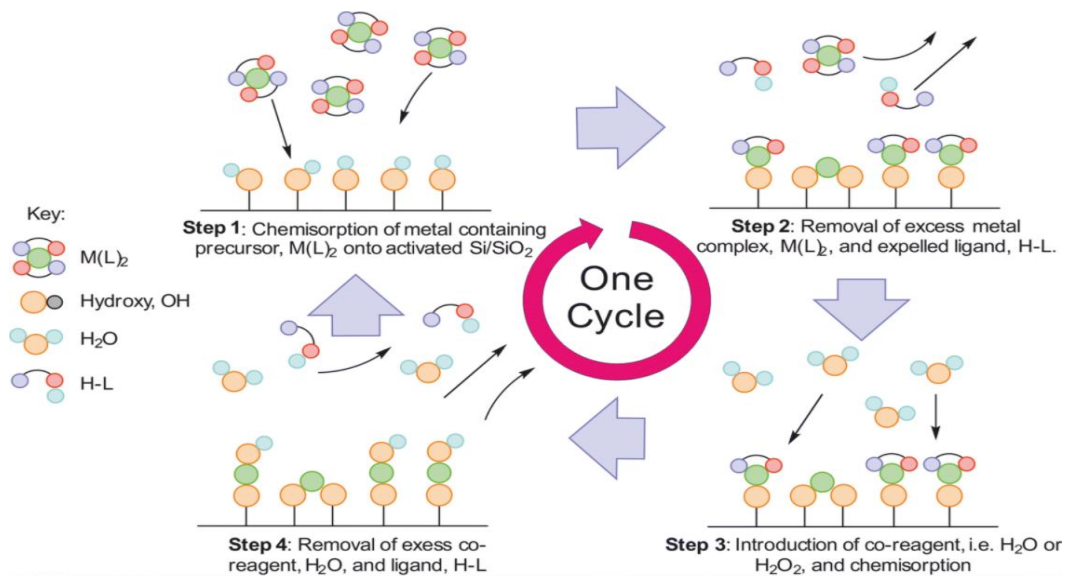 Step 1: Chemisorption of metal containing
precursor, M(L)₂ onto activated Si/SiO₂
Step 2: Removal of excess metal
complex, M(L)₂, and expelled ligand, H-L.
Key:
M(L)₂
Hydroxy, OH
H₂O
H-L
One
Cycle
Step 4: Removal of exess co-
reagent, H₂O, and ligand, H-L
Step 3: Introduction of co-reagent, i.e. H₂O or
H₂O₂, and chemisorption